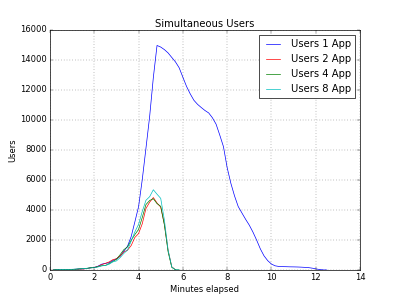 Simultaneous Users
16000
14000
12000
10000
8000
6000
4000
2000
0
Users
Users 1 App
Users 2 App
Users 4 App
Users 8 App
0 2 4 6 8 10 12 14
Minutes elapsed